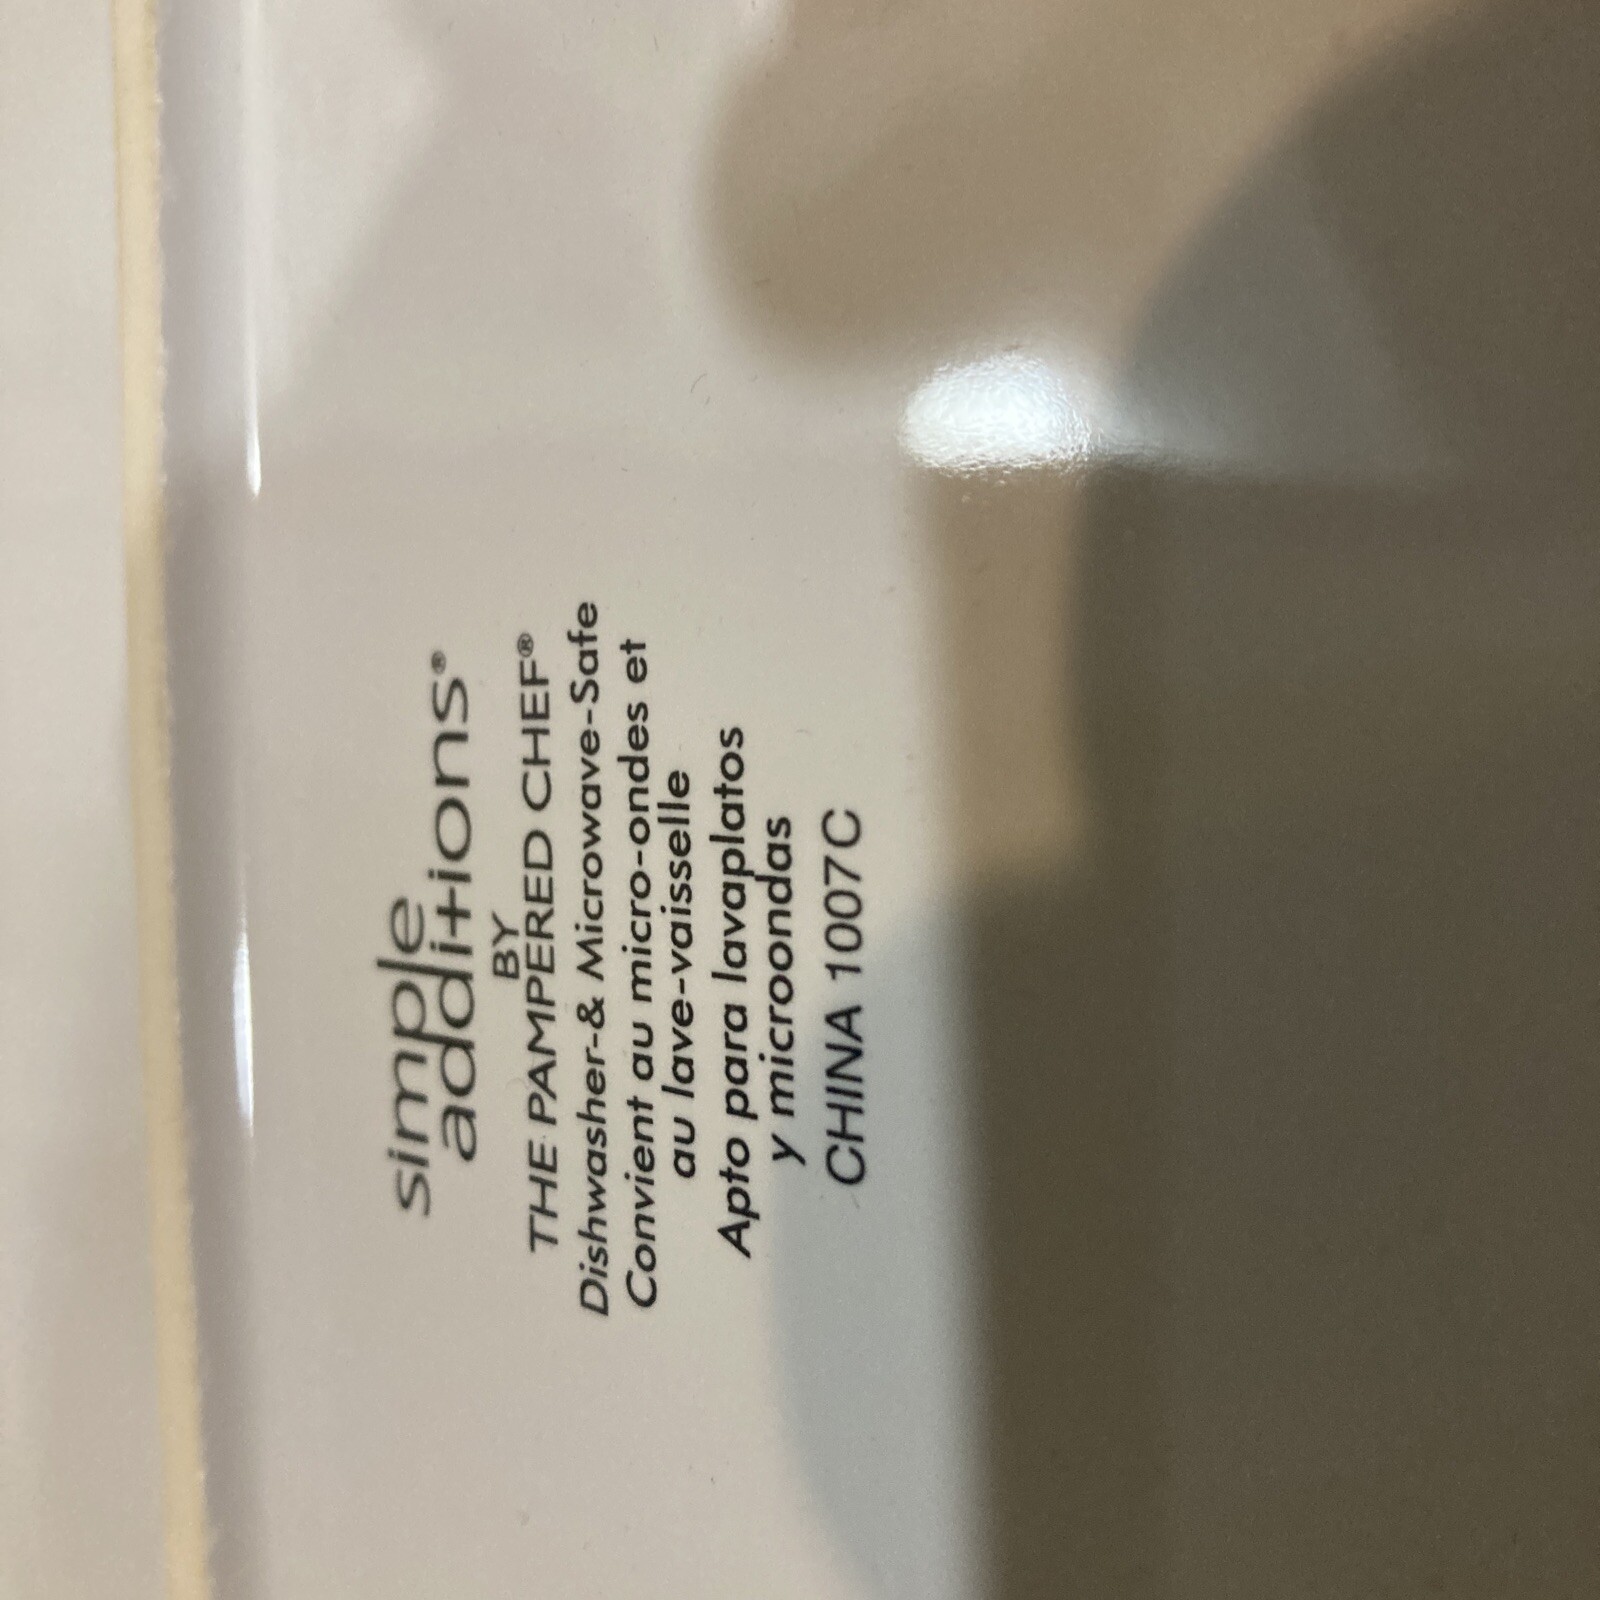 simple
additions®
BY
THE PAMPERED CHEF®
Dishwasher-& Microwave-Safe
Convient au micro-ondes et
au lave-vaisselle
Apto para lavaplatos
y microondas
CHINA 1007C